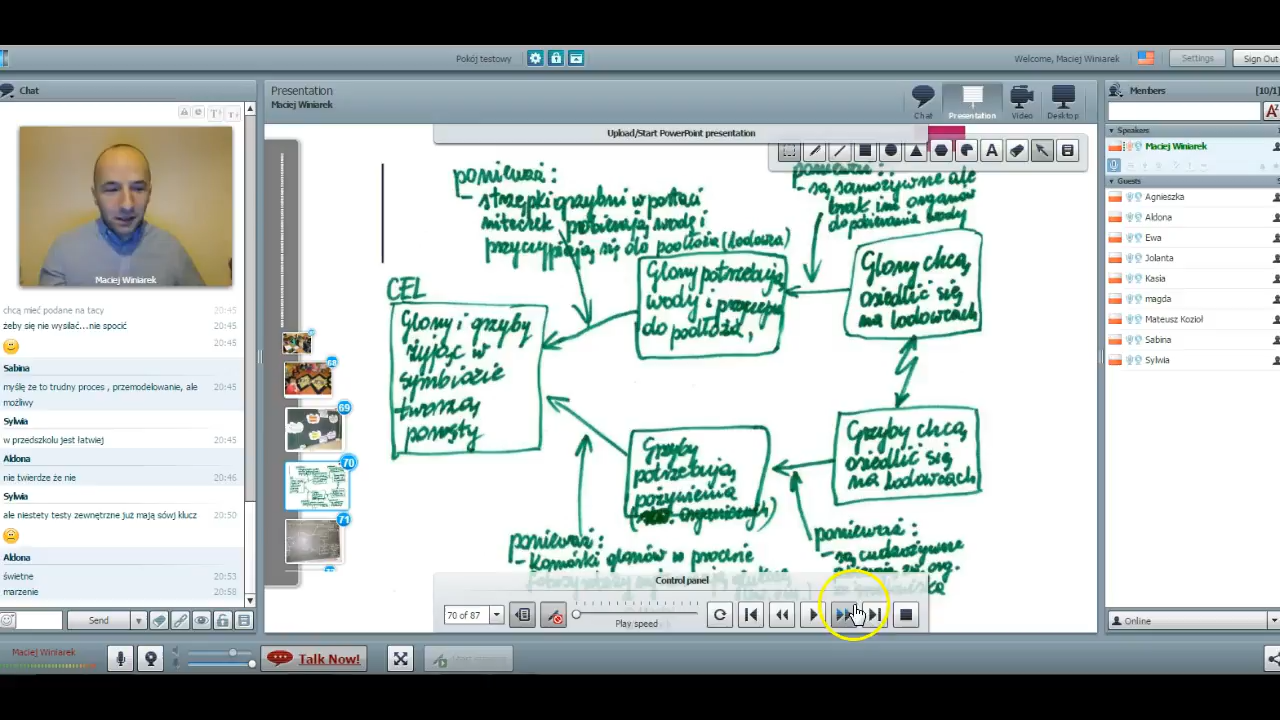 Pokój testowy
Welcome, Maciej Winiarek
Settings
Sign Out
Chat
Maciej Winiarek
chcą mieć podane na tacy 20:45
żeby się nie wysilać...nie spocić 20:45
20:45
Sabina
myślę że to trudny proces , przemodelowanie, ale 20:45
możliwy
Sylwia
w przedszkolu jest łatwiej 20:45
Aldona
nie twierdze że nie 20:46
Sylwia
ale niestety testy zewnętrzne już mają sówj klucz 20:50
20:50
Aldona
świetne 20:53
marzenie 20:58
Send
Maciej Winiarek
Talk Now!
Presentation
Maciej Winiarek
Chat
Presentation
Video
Desktop
Upload/Start PowerPoint presentation
69
70
71
ponieważ:
- strzępki grzybni w postaci
niteczek pobierają wodę i
przyczypiają się do podłoża (lodowca)
ponieważ:
- są samożywne ale
brak im organów
do pobierania wody
CEL
Glony i grzyby
żyjąc w
symbiozie
tworzą
porosty
Glony potrzebują
wody i przyczepu
do podłoża,
Glony chcą
osiedlić się
na lodowcach
Grzyby
potrzebują
pożywienia
organicznych)
Grzyby chcą
osiedlić się
na lodowcach
ponieważ:
- komórki glonów w procesie
ponieważ:
- są cudzożywne
Control panel
70 of 87
Play speed
Members
[10/1
Speakers
Maciej Winiarek
Guests
Agnieszka
Aldona
Ewa
Jolanta
Kasia
magda
Mateusz Kozioł
Sabina
Sylwia
Online